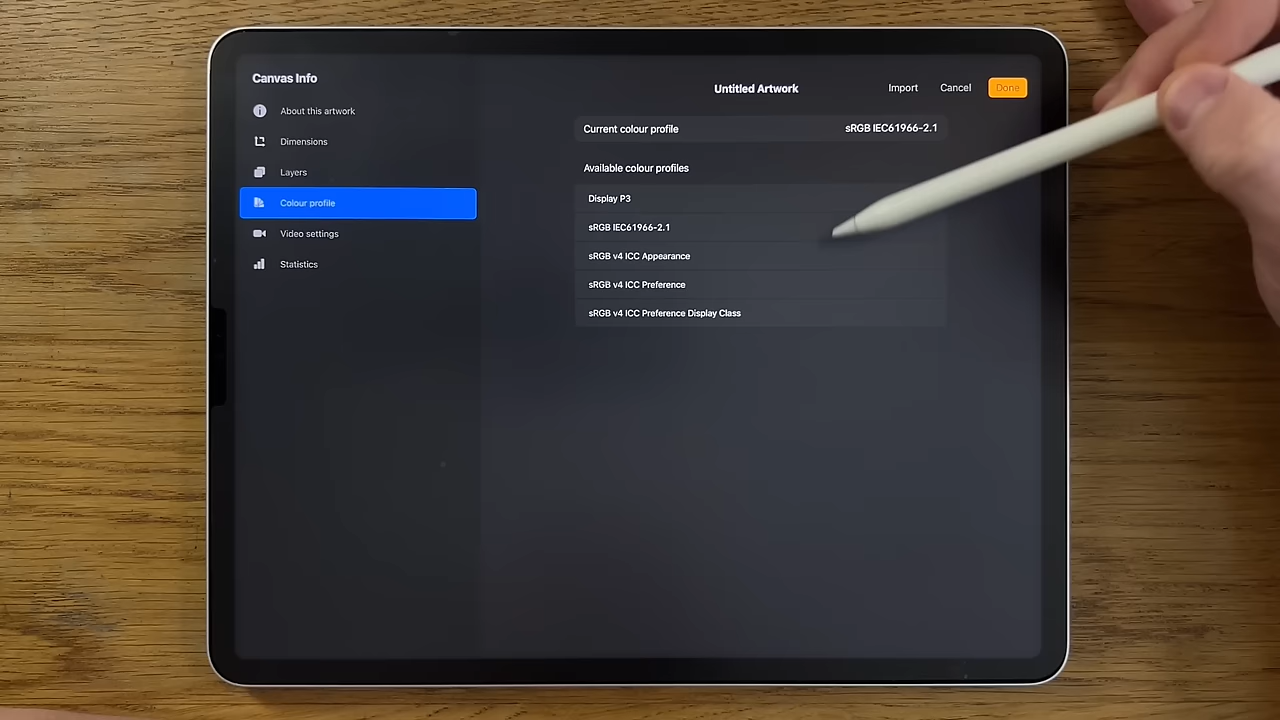 Canvas Info
About this artwork
Dimensions
Layers
Colour profile
Video settings
Statistics
Untitled Artwork
Import
Cancel
Done
Current colour profile
sRGB IEC61966-2.1
Available colour profiles
Display P3
sRGB IEC61966-2.1
sRGB v4 ICC Appearance
sRGB v4 ICC Preference
sRGB v4 ICC Preference Display Class